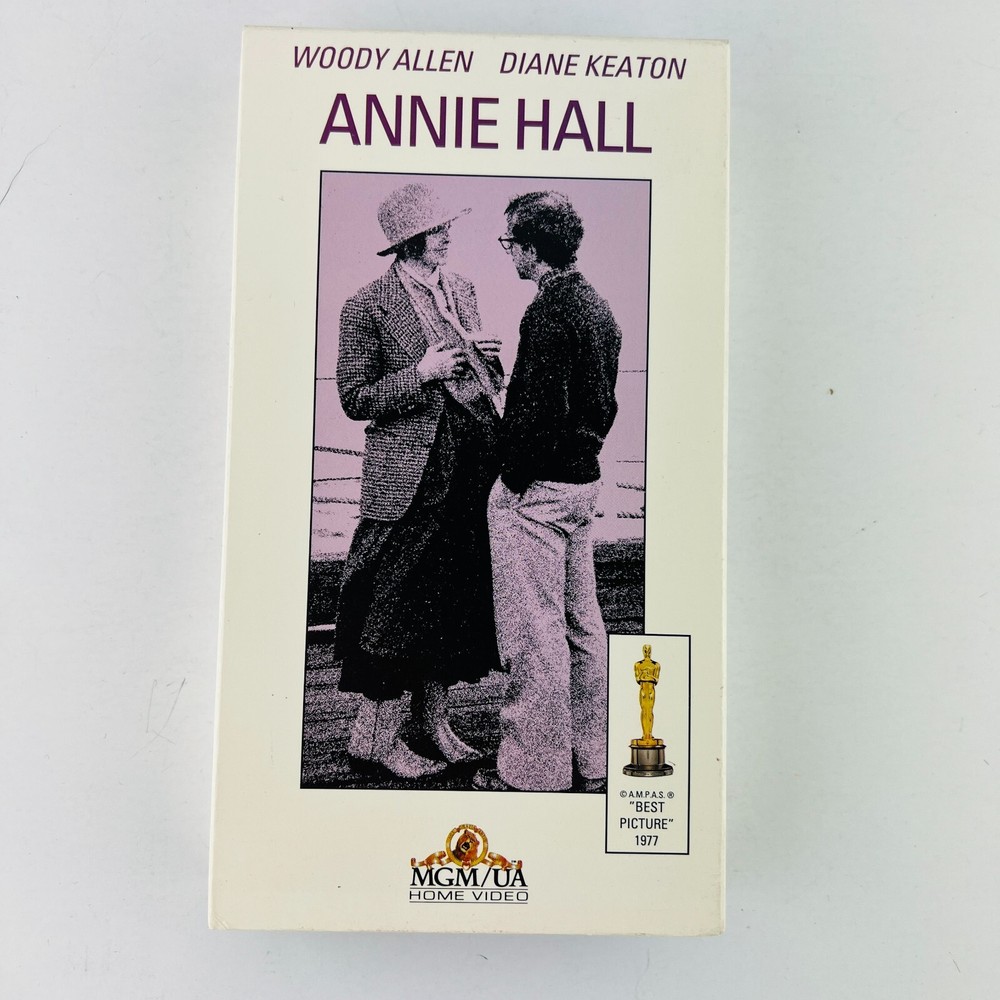 WOODY ALLEN DIANE KEATON
ANNIE HALL
© A.M.P.A.S. ®
"BEST
PICTURE"
1977
MGM/UA
HOME VIDEO